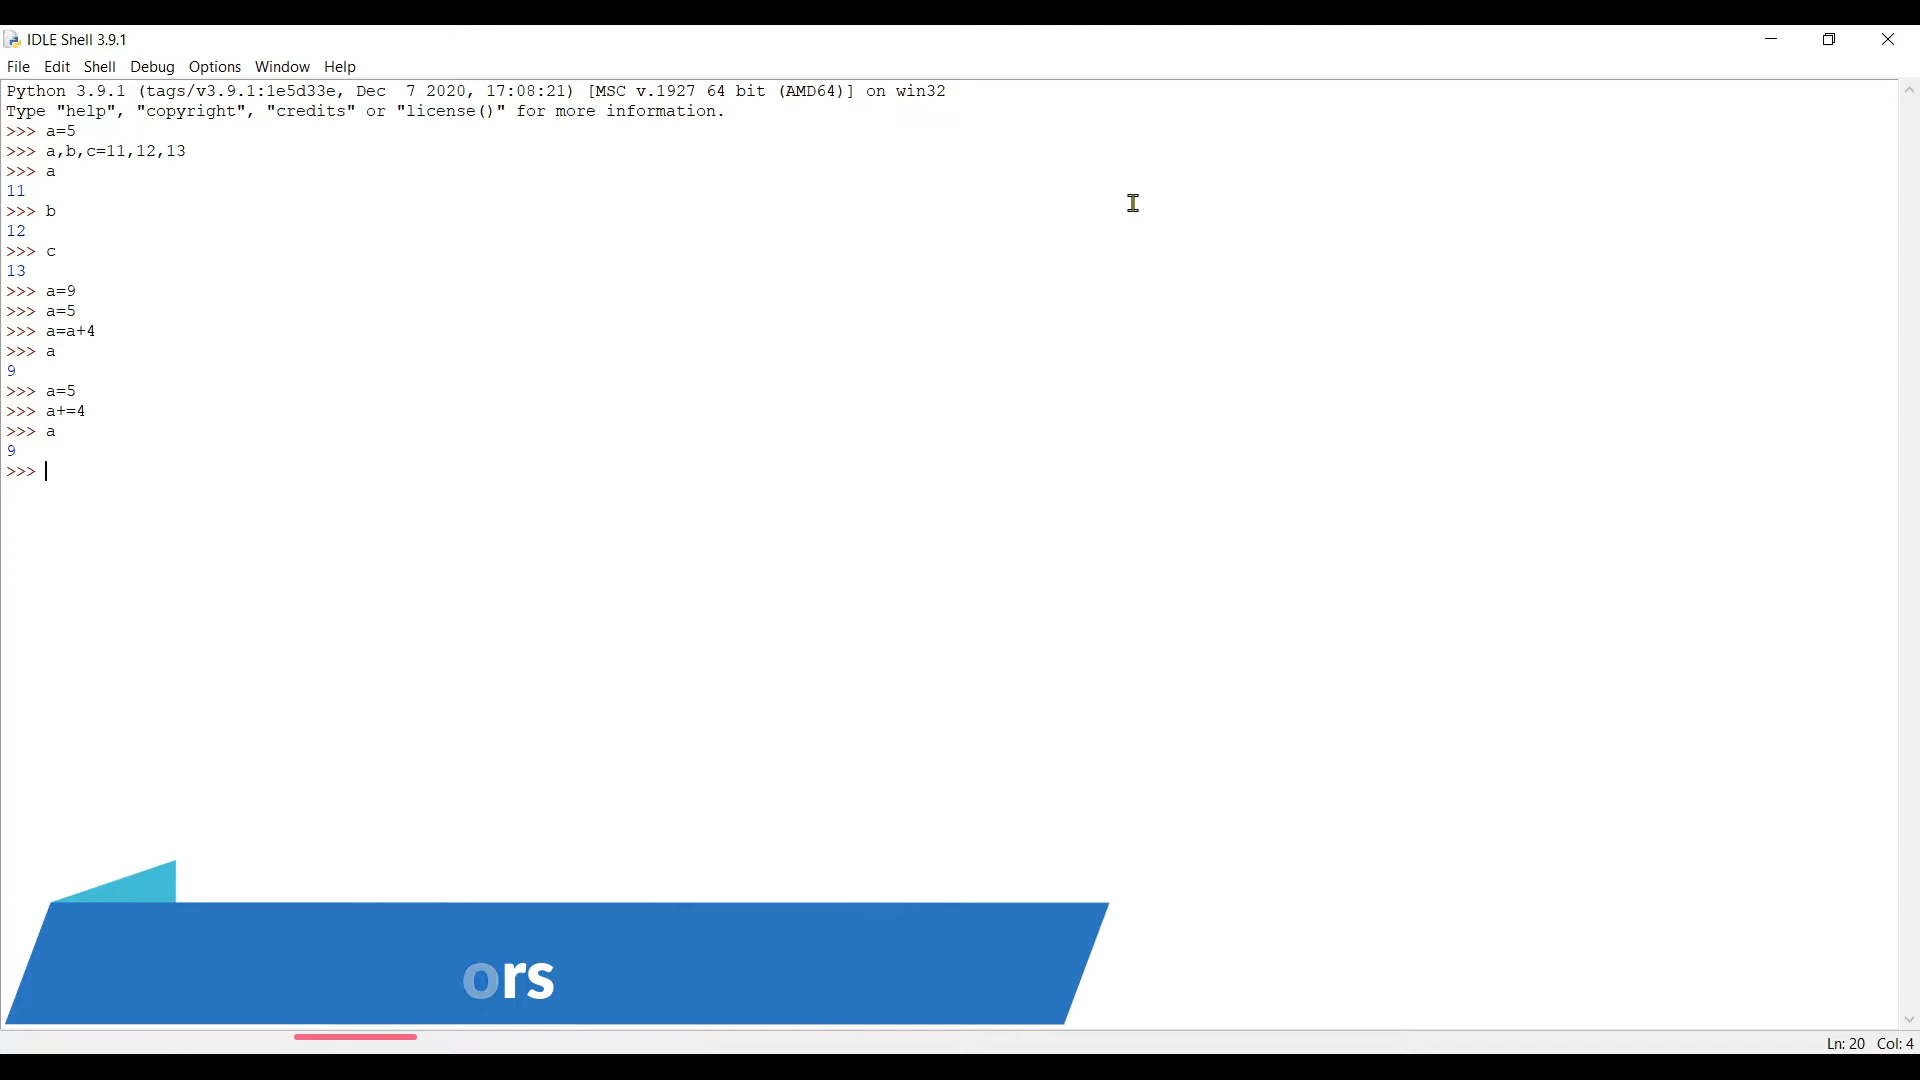 IDLE Shell 3.9.1
File Edit Shell Debug Options Window Help
Python 3.9.1 (tags/v3.9.1:1e5d33e, Dec  7 2020, 17:08:21) [MSC v.1927 64 bit (AMD64)] on win32
Type "help", "copyright", "credits" or "license()" for more information.
>>> a=5
>>> a,b,c=11,12,13
>>> a
11
>>> b
12
>>> c
13
>>> a=9
>>> a=5
>>> a=a+4
>>> a
9
>>> a=5
>>> a+=4
>>> a
9
>>>
ors
Ln: 20 Col: 4